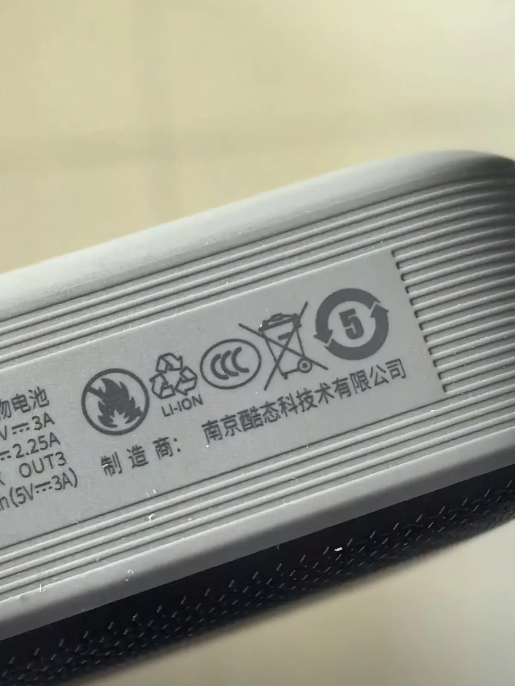 物电池
V⎓3A
⎓2.25A
OUT3
(5V⎓3A)
LI-ION
CCC
5
制造商：南京酷态科技术有限公司